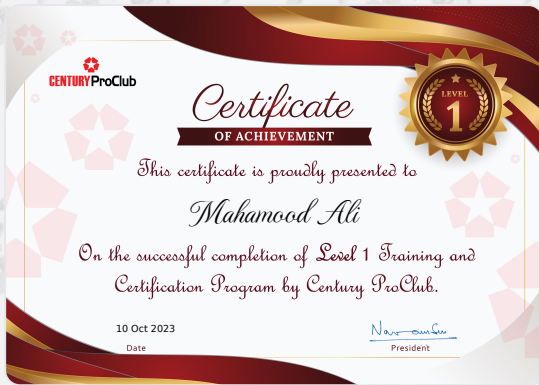 CENTURY ProClub
Certificate
OF ACHIEVEMENT
LEVEL
1
This certificate is proudly presented to
Mahamood Ali
On the successful completion of Level 1 Training and
Certification Program by Century ProClub.
10 Oct 2023
Date
President